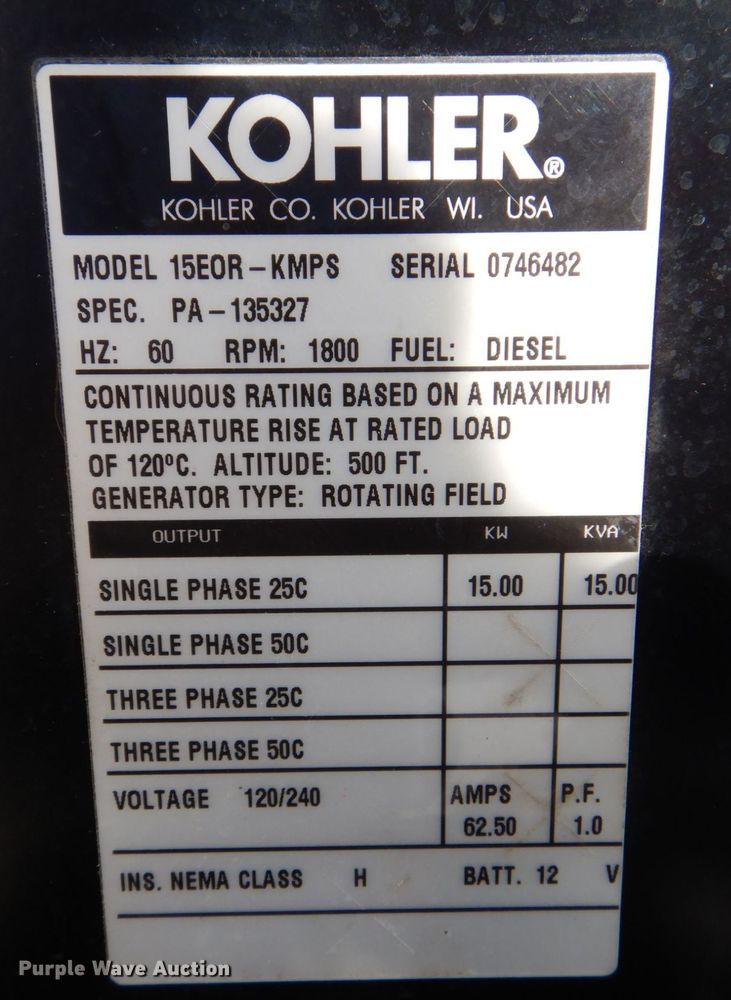 KOHLER®
KOHLER CO. KOHLER WI. USA
MODEL 15EOR-KMPS SERIAL 0746482
SPEC. PA-135327
HZ: 60 RPM: 1800 FUEL: DIESEL
CONTINUOUS RATING BASED ON A MAXIMUM
TEMPERATURE RISE AT RATED LOAD
OF 120ºC. ALTITUDE: 500 FT.
GENERATOR TYPE: ROTATING FIELD
OUTPUT KW KVA
SINGLE PHASE 25C 15.00 15.00
SINGLE PHASE 50C
THREE PHASE 25C
THREE PHASE 50C
VOLTAGE 120/240 AMPS P.F.
62.50 1.0
INS. NEMA CLASS H BATT. 12 V
Purple Wave Auction